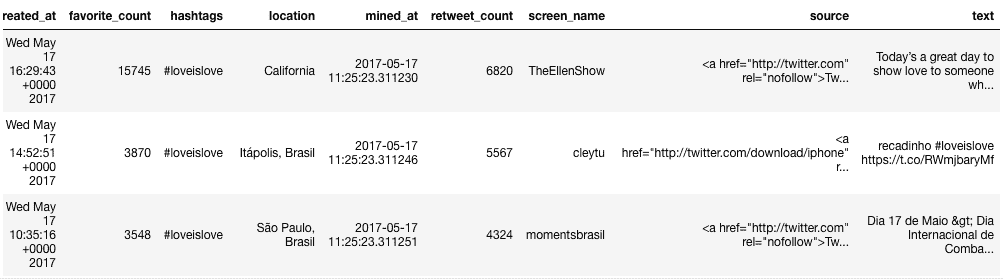 reated_at favorite_count hashtags location mined_at retweet_count screen_name source text
Wed May
17
16:29:43
+0000
2017
15745
#loveislove
California
2017-05-17
11:25:23.311230
6820
TheEllenShow
<a href="http://twitter.com"
rel="nofollow">Tw...
Today's a great day to
show love to someone
wh...
Wed May
17
14:52:51
+0000
2017
3870
#loveislove
Itápolis, Brasil
2017-05-17
11:25:23.311246
5567
cleytu
<a
href="http://twitter.com/download/iphone"
r...
recadinho #loveislove
https://t.co/RWmjbaryMf
Wed May
17
10:35:16
+0000
2017
3548
#loveislove
São Paulo,
Brasil
2017-05-17
11:25:23.311251
4324
momentsbrasil
<a href="http://twitter.com"
rel="nofollow">Tw...
Dia 17 de Maio &gt; Dia
Internacional de
Comba...